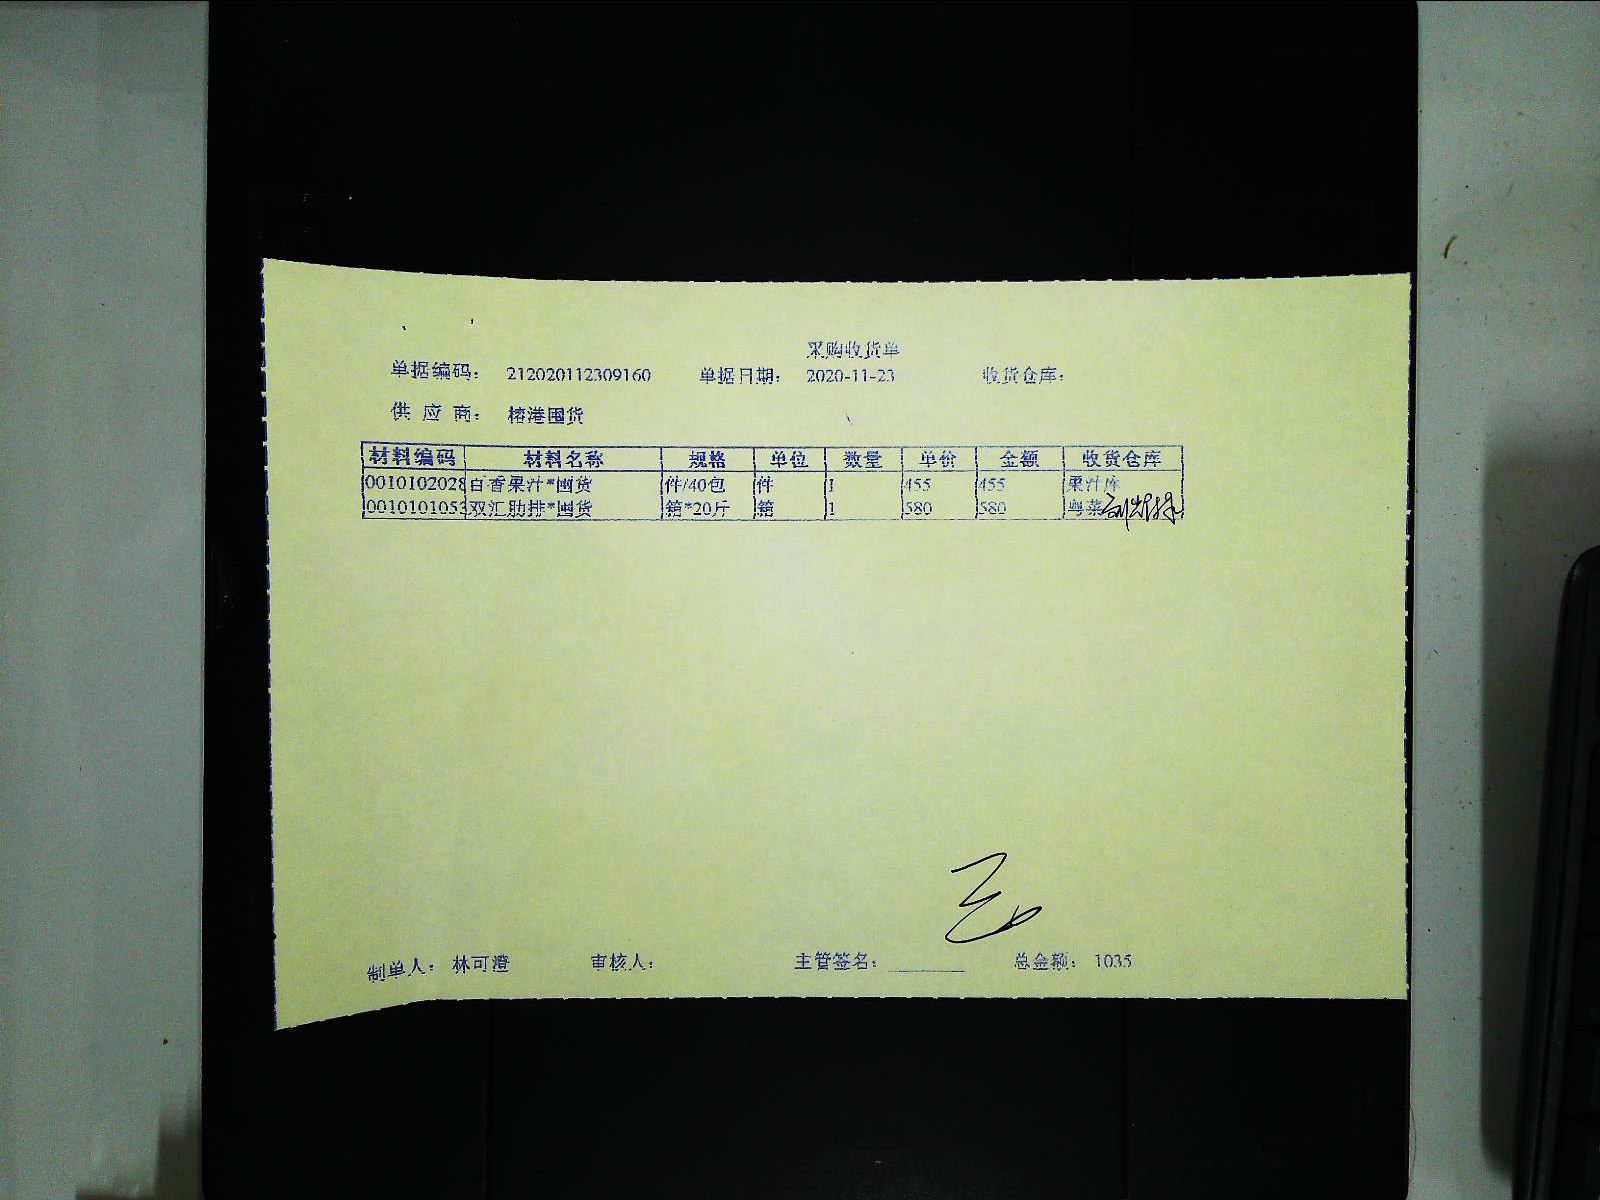 采购收货单
单据编码： 212020112309160 单据日期： 2020-11-23 收货仓库：
供 应 商： 榕港囤货
材料编码 材料名称 规格 单位 数量 单价 金额 收货仓库
0010102028 白香果汁*囤货 件/40包 件 1 455 455 果汁库
0010101053 双汇肋排*囤货 箱*20斤 箱 1 580 580 粤菜
制单人： 林可澄 审核人： 主管签名： ________ 总金额： 1035